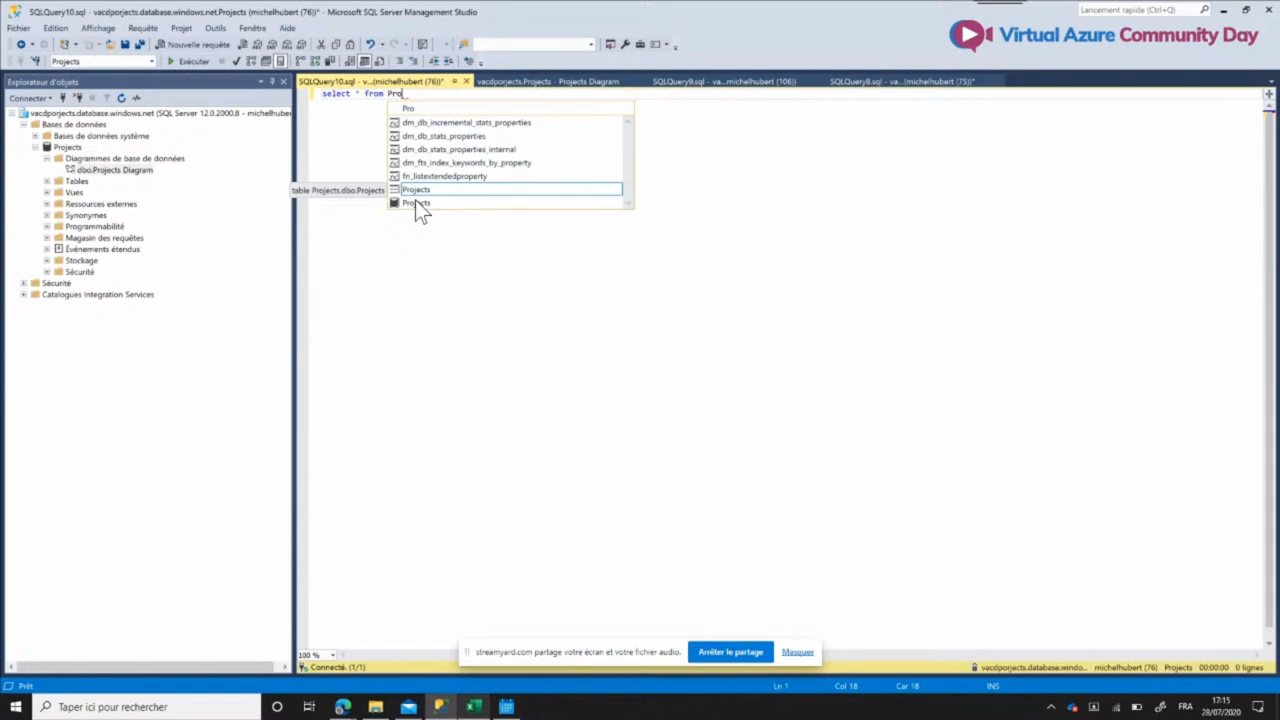 SQLQuery10.sql - vacdporjects.database.windows.net.Projects (michelhubert (76))* - Microsoft SQL Server Management Studio
Lancement rapide (Ctrl+Q)
Fichier Edition Affichage Requête Projet Outils Fenêtre Aide
Virtual Azure Community Day
Nouvelle requête
Projects
Exécuter
Explorateur d'objets
SQLQuery10.sql - v...(michelhubert (76))*
vacdporjects.Projects - Projects Diagram
SQLQuery9.sql - va...michelhubert (106))
SQLQuery8.sql - va...(michelhubert (75))*
Connecter
select * from Pro
Pro
vacdporjects.database.windows.net (SQL Server 12.0.2000.8 - michelhuber
Bases de données
Bases de données système
Projects
Diagrammes de base de données
dbo.Projects Diagram
Tables
Vues
Ressources externes
Synonymes
Programmabilité
Magasin des requêtes
Événements étendus
Stockage
Sécurité
Sécurité
Catalogues Integration Services
dm_db_incremental_stats_properties
dm_db_stats_properties
dm_db_stats_properties_internal
dm_fts_index_keywords_by_property
fn_listextendedproperty
table Projects.dbo.Projects
Projects
Projects
streamyard.com partage votre écran et votre fichier audio.
Arrêter le partage
Masquer
100 %
Connecté. (1/1)
vacdporjects.database.windo...
michelhubert (76)
Projects
00:00:00
0 lignes
Prêt
Ln 1
Col 18
Car 18
INS
Taper ici pour rechercher
FRA
17:15
28/07/2020